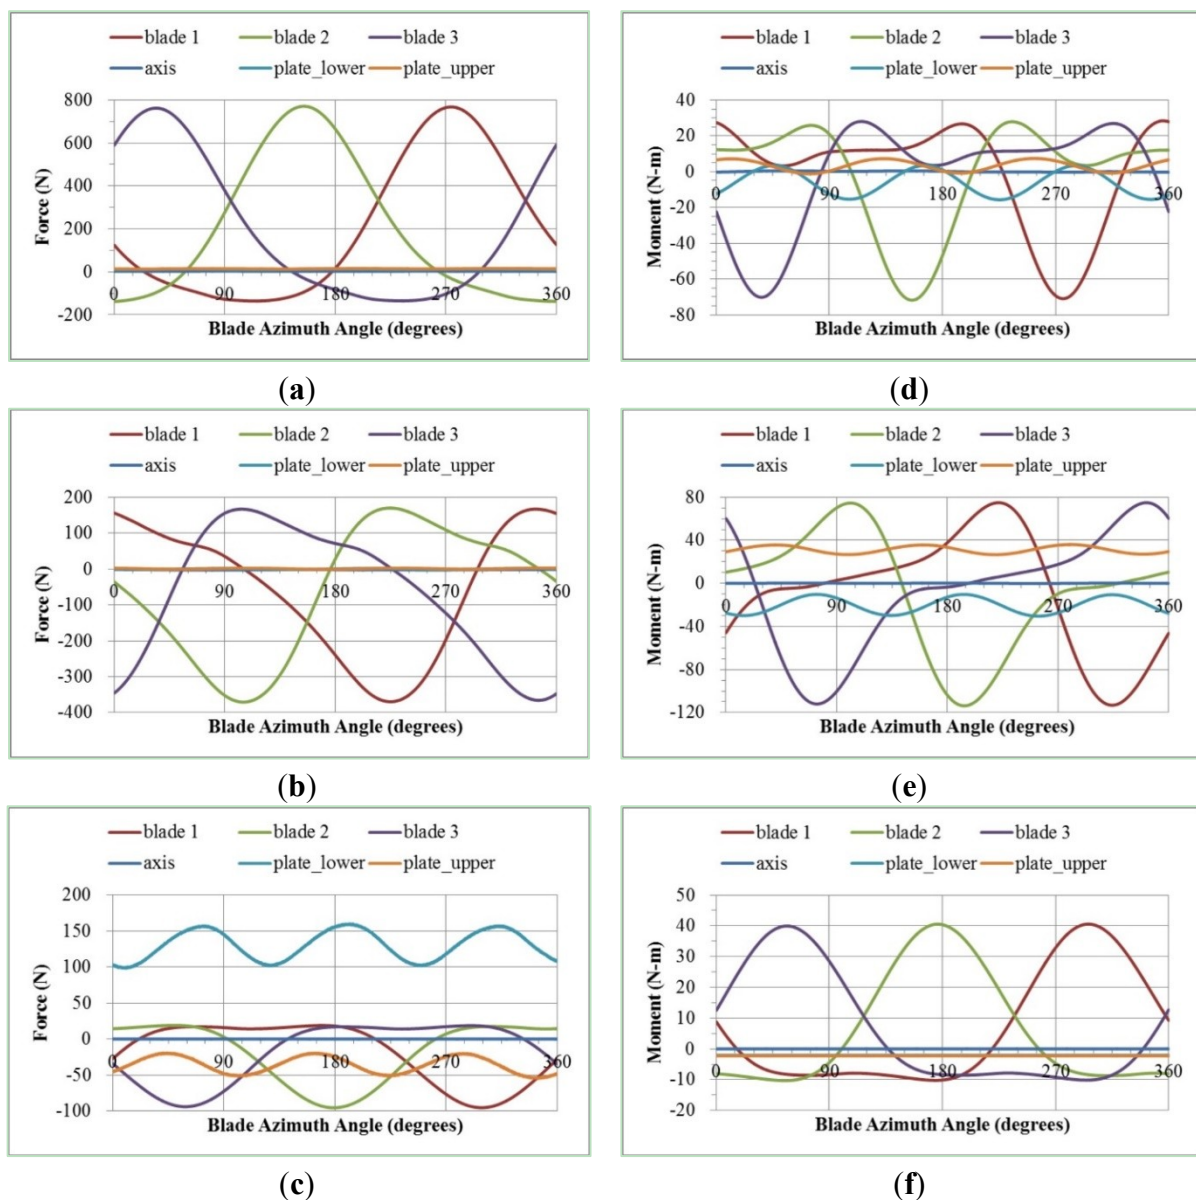 blade 1 blade 2 blade 3
axis plate_lower plate_upper
800
600
400
200
0
-200
0 90 180 270 360
Force (N)
Blade Azimuth Angle (degrees)
(a)
blade 1 blade 2 blade 3
axis plate_lower plate_upper
40
20
0
-20
-40
-60
-80
0 90 180 270 360
Moment (N-m)
Blade Azimuth Angle (degrees)
(d)
blade 1 blade 2 blade 3
axis plate_lower plate_upper
200
100
0
-100
-200
-300
-400
0 90 180 270 360
Force (N)
Blade Azimuth Angle (degrees)
(b)
blade 1 blade 2 blade 3
axis plate_lower plate_upper
80
40
0
-40
-80
-120
0 90 180 270 360
Moment (N-m)
Blade Azimuth Angle (degrees)
(e)
blade 1 blade 2 blade 3
axis plate_lower plate_upper
200
150
100
50
0
-50
-100
0 90 180 270 360
Force (N)
Blade Azimuth Angle (degrees)
(c)
blade 1 blade 2 blade 3
axis plate_lower plate_upper
50
40
30
20
10
0
-10
-20
0 90 180 270 360
Moment (N-m)
Blade Azimuth Angle (degrees)
(f)